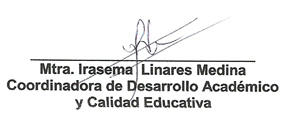 Mtra. Irasema Linares Medina
Coordinadora de Desarrollo Académico
y Calidad Educativa